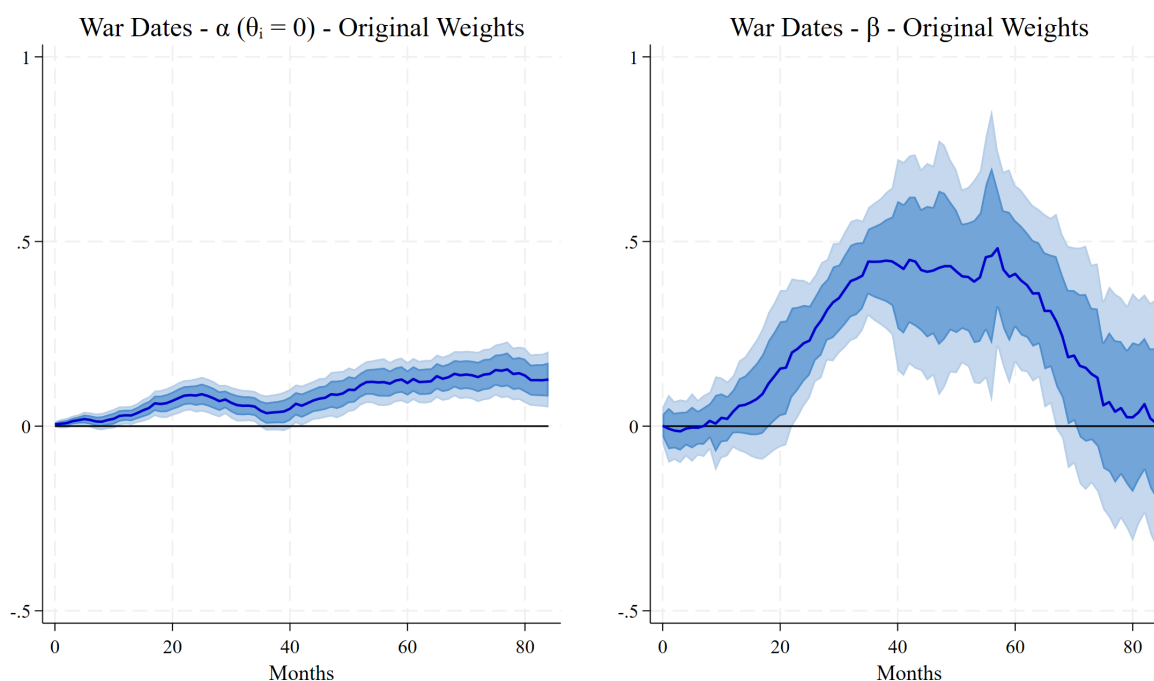 War Dates - α (θᵢ = 0) - Original Weights
1
.5
0
-.5
0 20 40 60 80
Months
War Dates - β - Original Weights
1
.5
0
-.5
0 20 40 60 80
Months